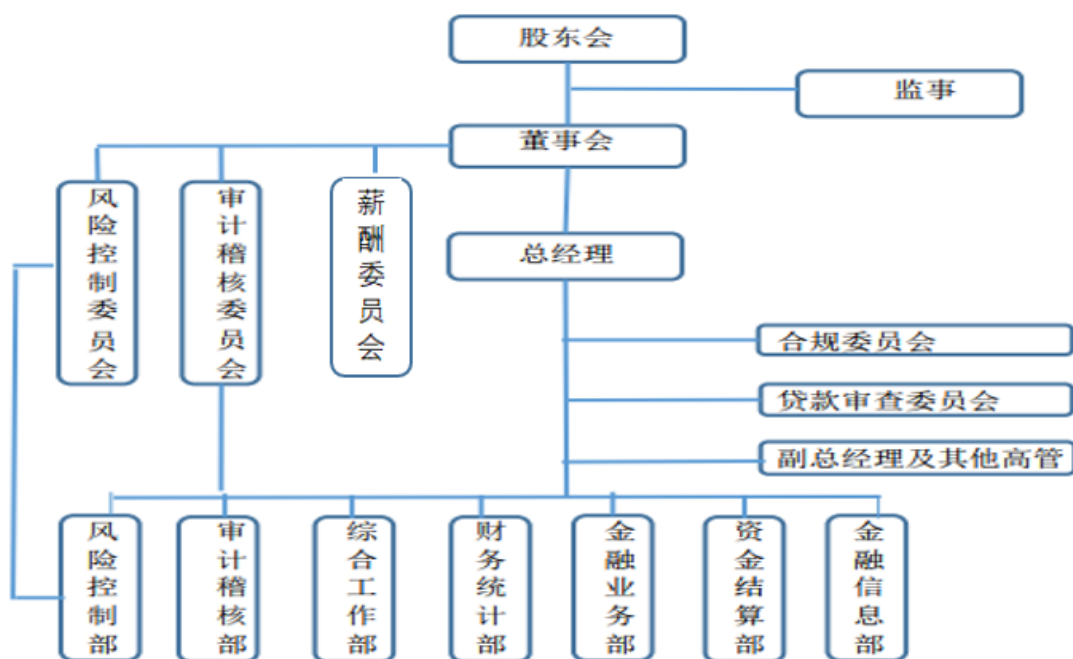 股东会
监事
董事会
风险控制委员会
审计稽核委员会
薪酬委员会
总经理
合规委员会
贷款审查委员会
副总经理及其他高管
风险控制部
审计稽核部
综合工作部
财务统计部
金融业务部
资金结算部
金融信息部